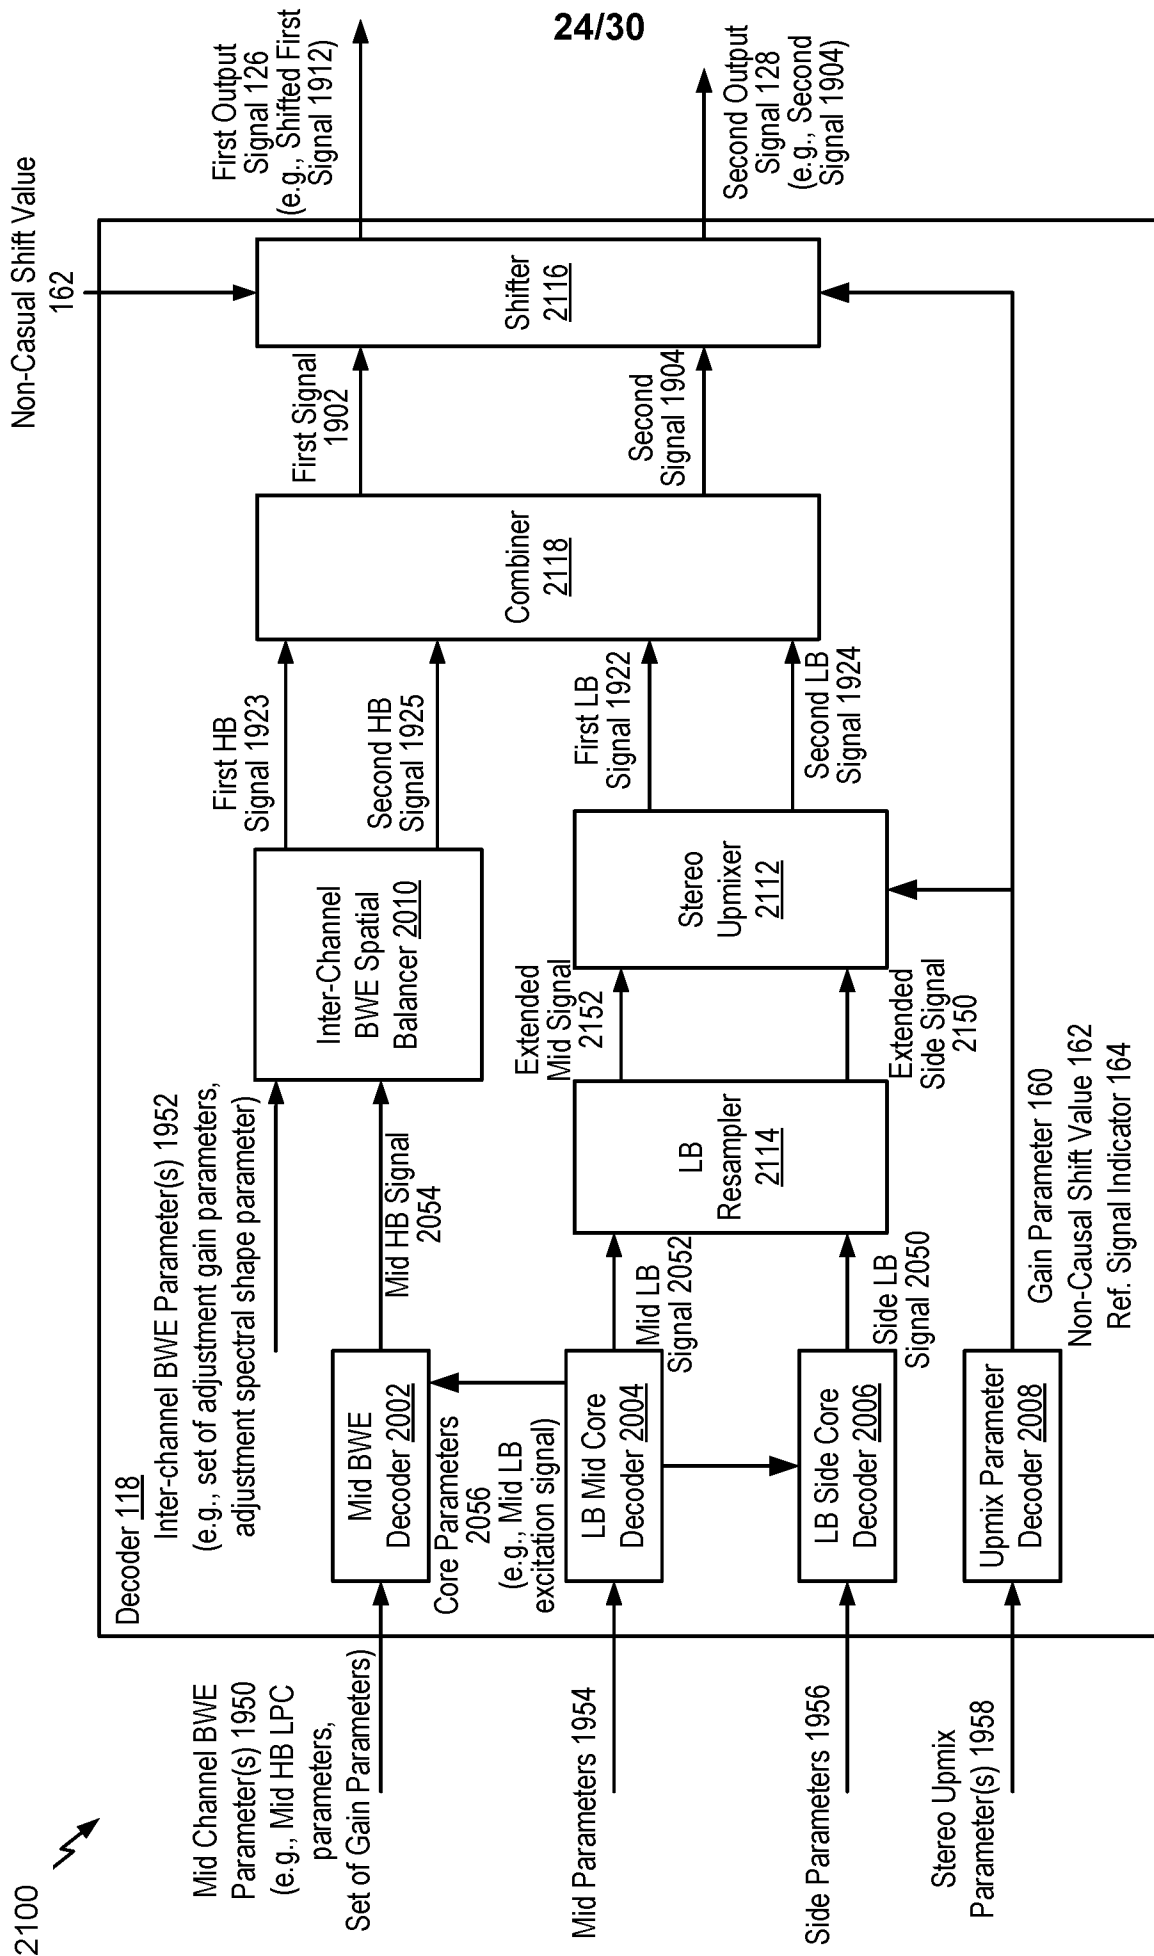 24/30
2100
Non-Casual Shift Value
162
First Output
Signal 126
(e.g., Shifted First
Signal 1912)
Second Output
Signal 128
(e.g., Second
Signal 1904)
Decoder 118
Inter-channel BWE Parameter(s) 1952
(e.g., set of adjustment gain parameters,
adjustment spectral shape parameter)
Mid Channel BWE
Parameter(s) 1950
(e.g., Mid HB LPC
parameters,
Set of Gain Parameters)
Mid BWE
Decoder 2002
Mid HB Signal
2054
Inter-Channel
BWE Spatial
Balancer 2010
First HB
Signal 1923
Second HB
Signal 1925
Combiner
2118
First Signal
1902
Second
Signal 1904
Shifter
2116
Core Parameters
2056
(e.g., Mid LB
excitation signal)
Mid Parameters 1954
LB Mid Core
Decoder 2004
Mid LB
Signal 2052
LB
Resampler
2114
Extended
Mid Signal
2152
Extended
Side Signal
2150
Stereo
Upmixer
2112
First LB
Signal 1922
Second LB
Signal 1924
Side Parameters 1956
LB Side Core
Decoder 2006
Side LB
Signal 2050
Stereo Upmix
Parameter(s) 1958
Upmix Parameter
Decoder 2008
Gain Parameter 160
Non-Causal Shift Value 162
Ref. Signal Indicator 164